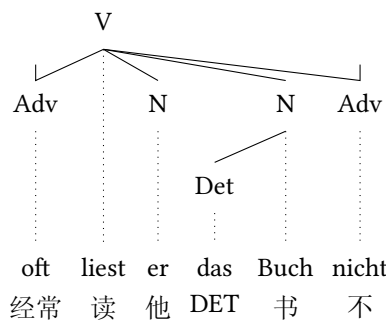 V
Adv N N Adv
Det
oft liest er das Buch nicht
经常 读 他 DET 书 不